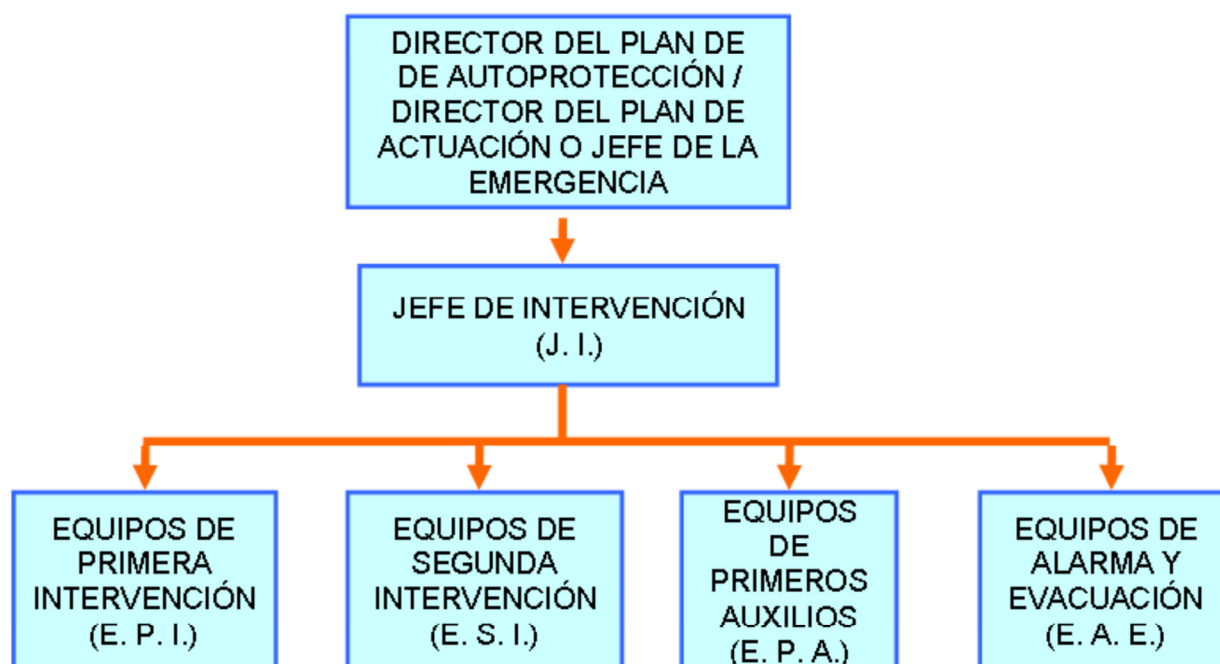 DIRECTOR DEL PLAN DE
DE AUTOPROTECCIÓN /
DIRECTOR DEL PLAN DE
ACTUACIÓN O JEFE DE LA
EMERGENCIA
JEFE DE INTERVENCIÓN
(J. I.)
EQUIPOS DE
PRIMERA
INTERVENCIÓN
(E. P. I.)
EQUIPOS DE
SEGUNDA
INTERVENCIÓN
(E. S. I.)
EQUIPOS
DE
PRIMEROS
AUXILIOS
(E. P. A.)
EQUIPOS DE
ALARMA Y
EVACUACIÓN
(E. A. E.)